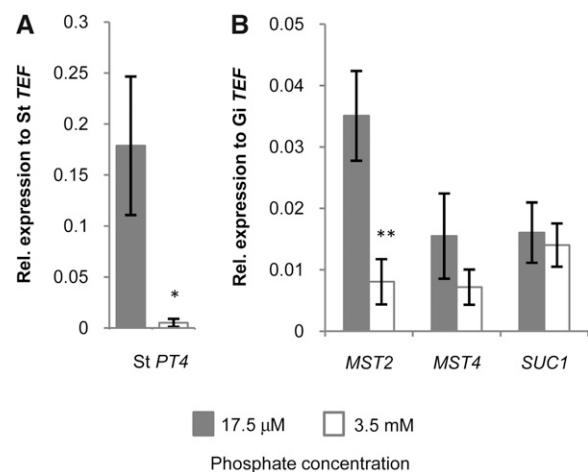 A
Rel. expression to St TEF
0.3
0.25
0.2
0.15
0.1
0.05
0
*
St PT4
B
Rel. expression to Gi TEF
0.05
0.04
0.03
0.02
0.01
0
**
MST2 MST4 SUC1
17.5 µM 3.5 mM
Phosphate concentration